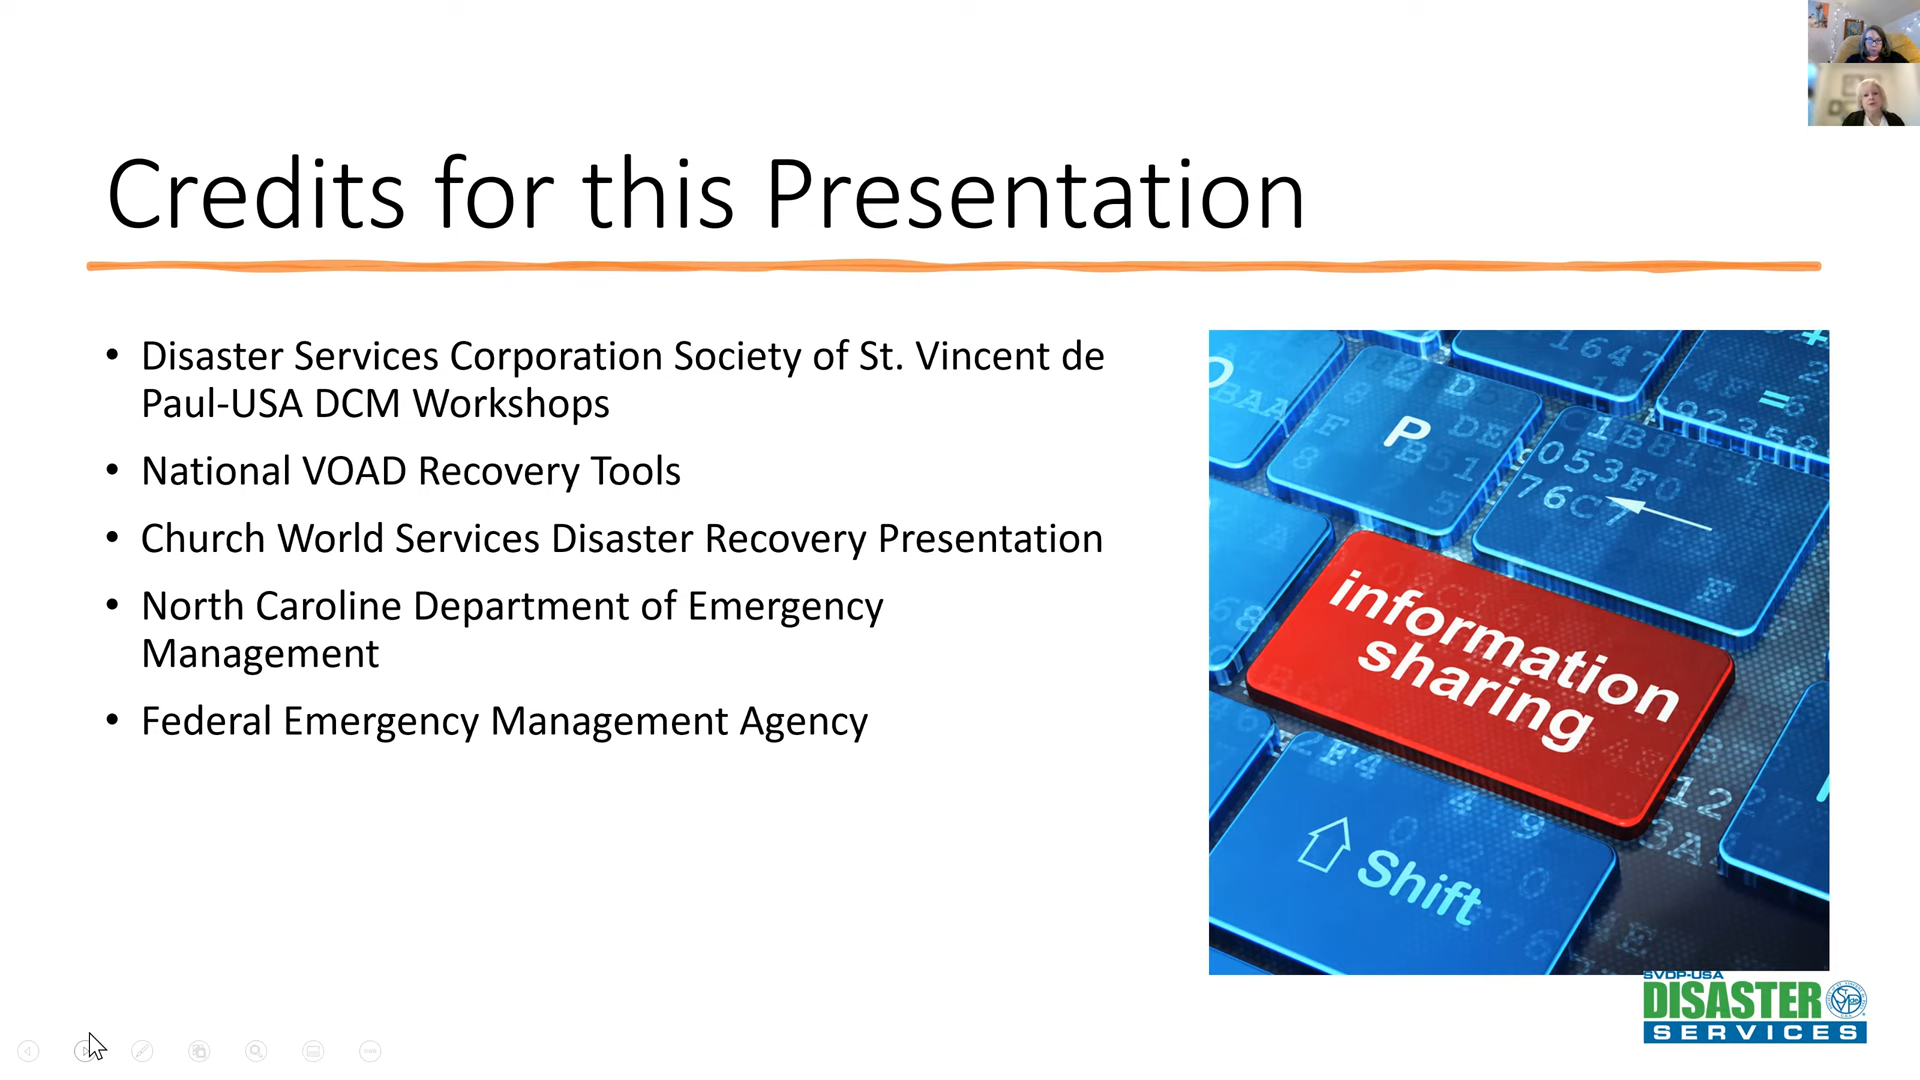 Credits for this Presentation
• Disaster Services Corporation Society of St. Vincent de
Paul-USA DCM Workshops
• National VOAD Recovery Tools
• Church World Services Disaster Recovery Presentation
• North Caroline Department of Emergency
Management
• Federal Emergency Management Agency
P
information
sharing
Shift
SVDP-USA
DISASTER
SERVICES